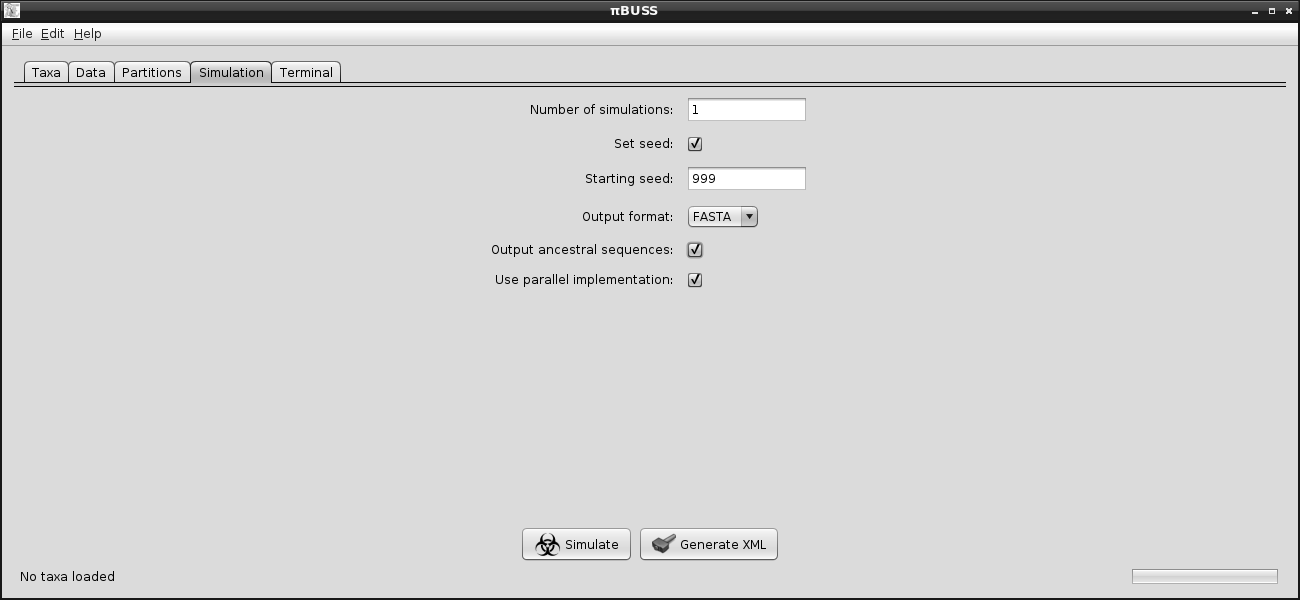 πBUSS
File Edit Help
Taxa Data Partitions Simulation Terminal
Number of simulations: 1
Set seed:
Starting seed: 999
Output format: FASTA
Output ancestral sequences:
Use parallel implementation:
Simulate Generate XML
No taxa loaded